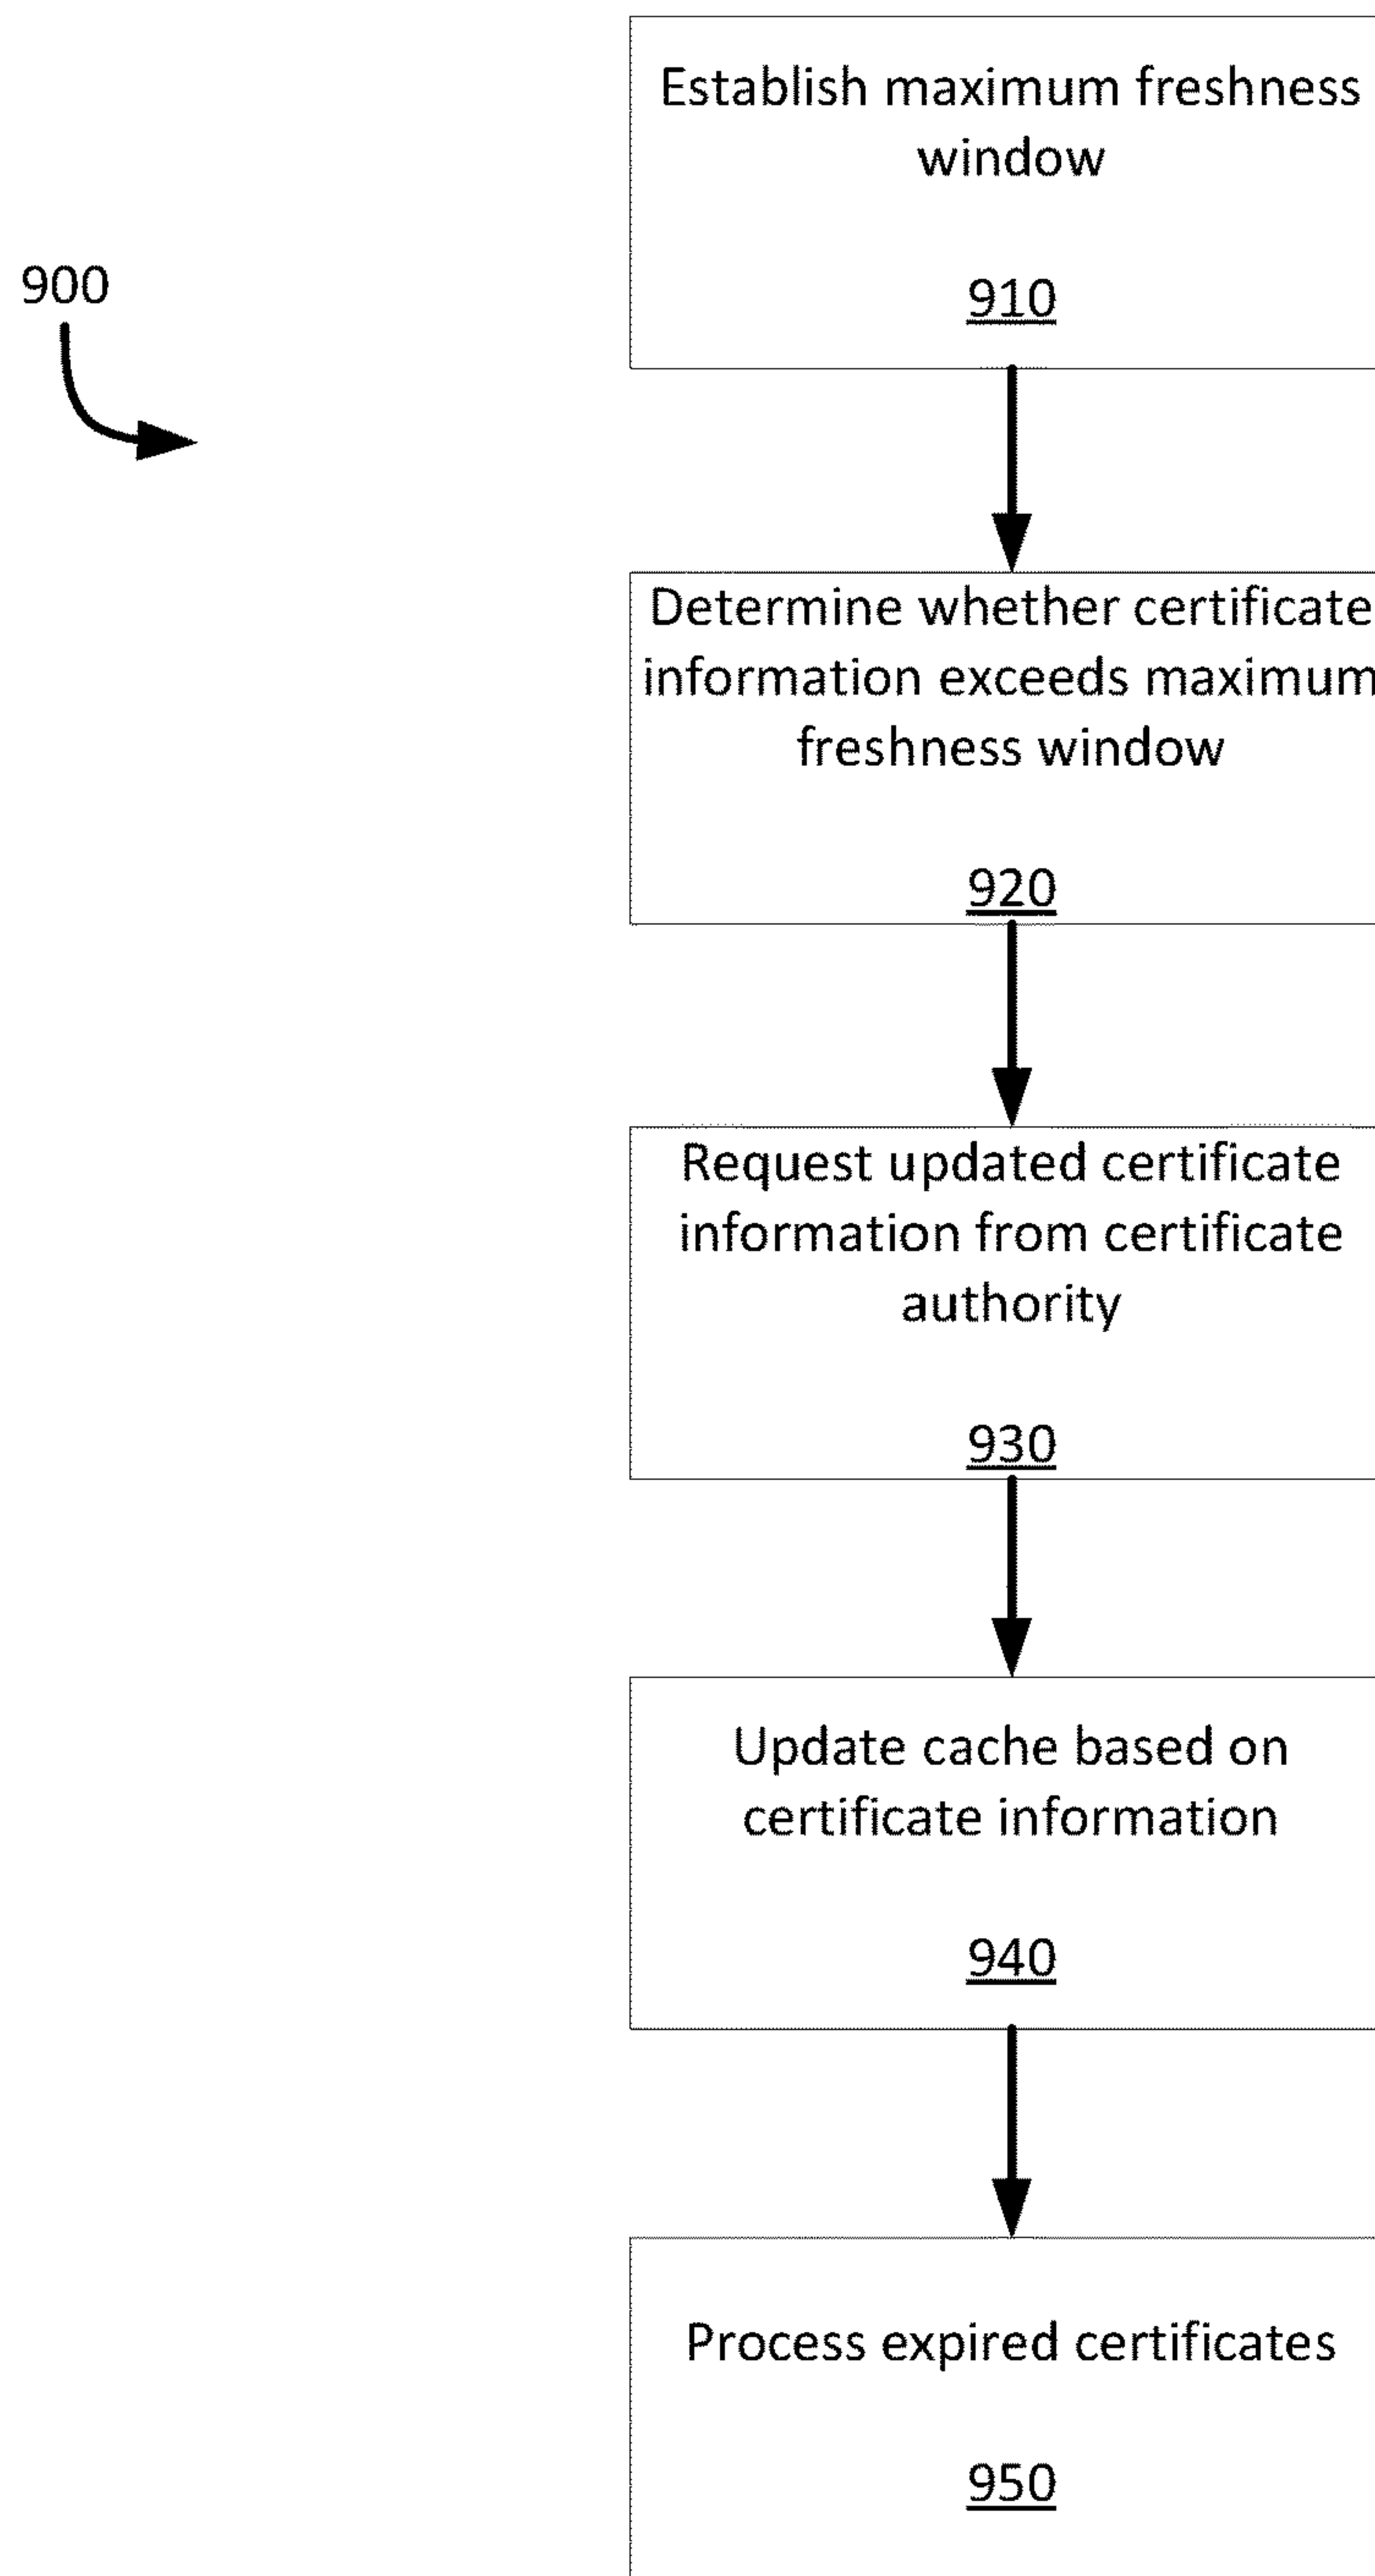 Establish maximum freshness
window
910
900
Determine whether certificate
information exceeds maximum
freshness window
920
Request updated certificate
information from certificate
authority
930
Update cache based on
certificate information
940
Process expired certificates
950